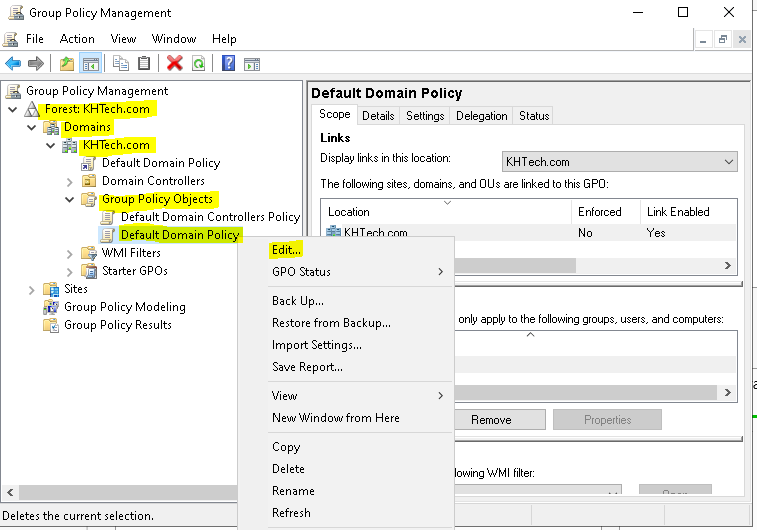 Group Policy Management
File Action View Window Help
Group Policy Management
Forest: KHTech.com
Domains
KHTech.com
Default Domain Policy
Domain Controllers
Group Policy Objects
Default Domain Controllers Policy
Default Domain Policy
WMI Filters
Starter GPOs
Sites
Group Policy Modeling
Group Policy Results
Default Domain Policy
Scope Details Settings Delegation Status
Links
Display links in this location: KHTech.com
The following sites, domains, and OUs are linked to this GPO:
Location Enforced Link Enabled
KHTech.com No Yes
only apply to the following groups, users, and computers:
Remove Properties
WMI filter:
Open
Edit...
GPO Status
Back Up...
Restore from Backup...
Import Settings...
Save Report...
View
New Window from Here
Copy
Delete
Rename
Refresh
Deletes the current selection.